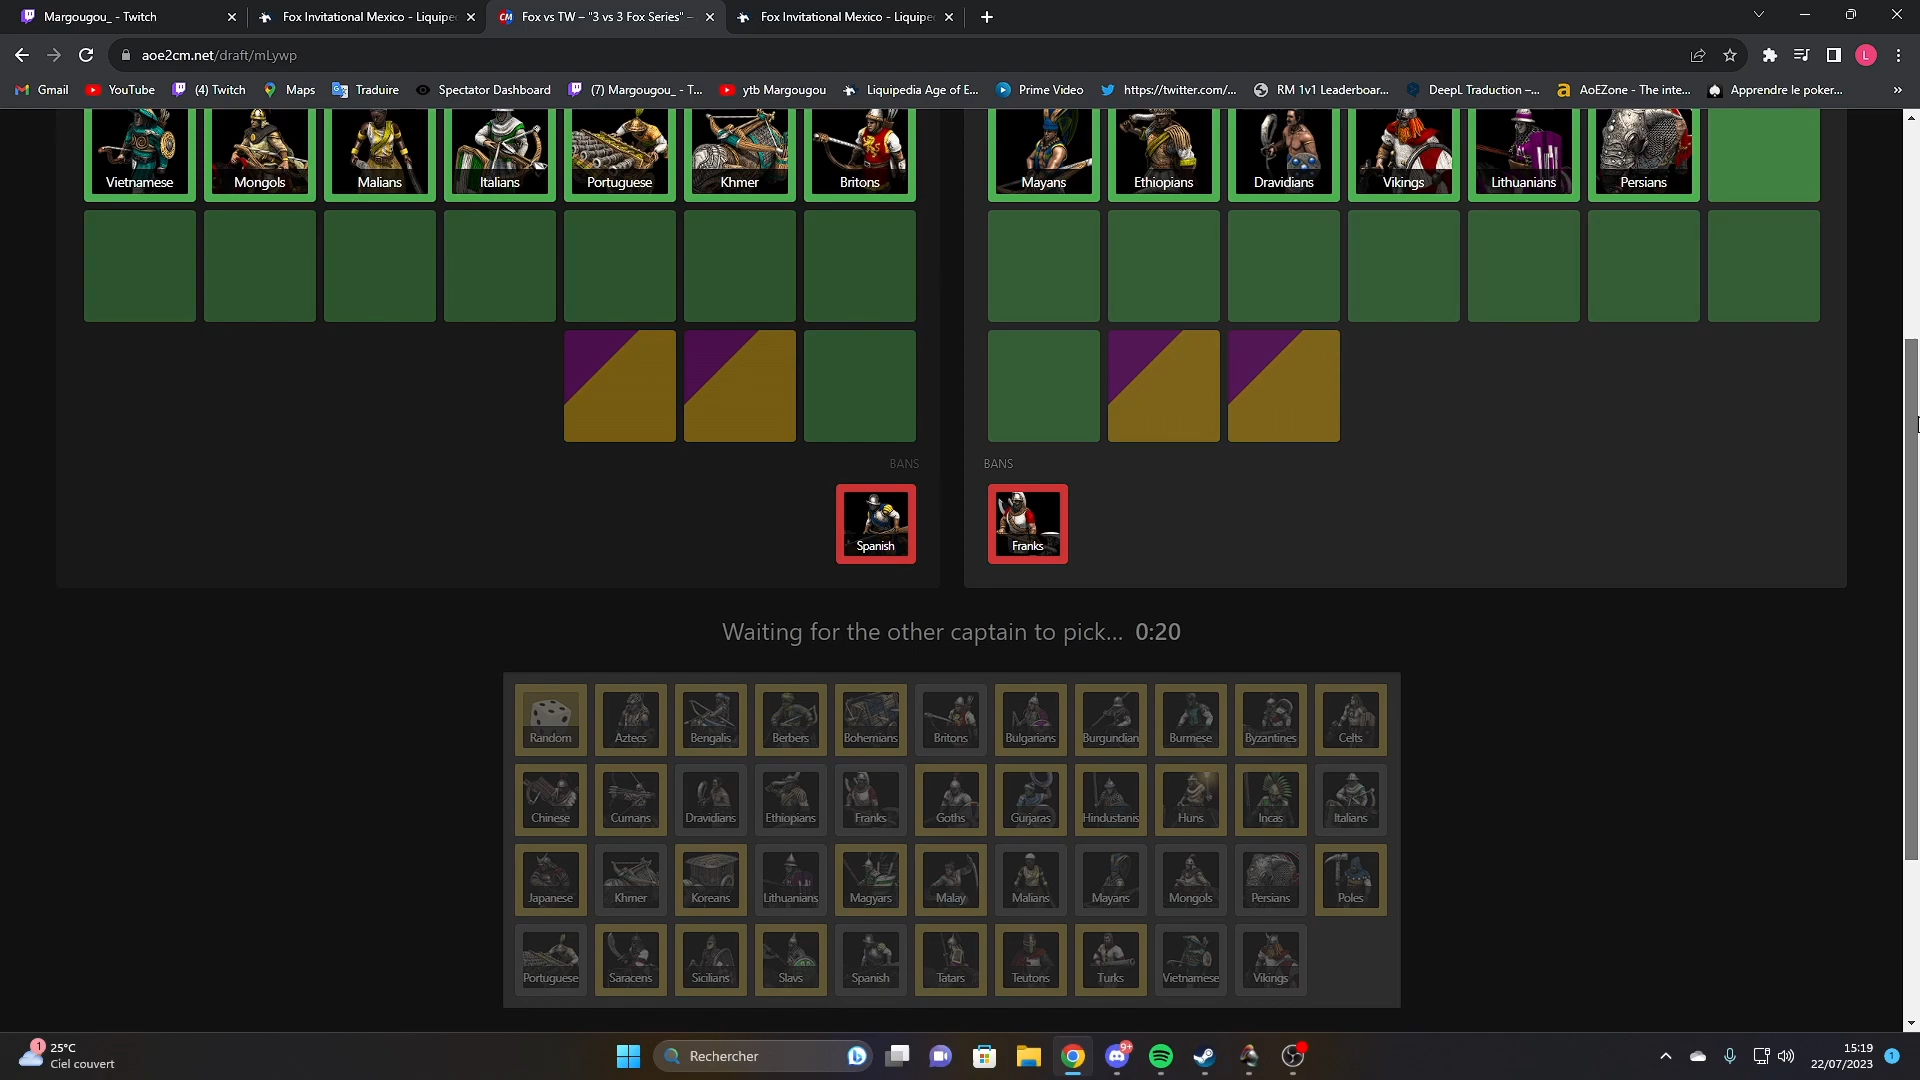 Margougou_ - Twitch
Fox Invitational Mexico - Liquiped
Fox vs TW – "3 vs 3 Fox Series" –
Fox Invitational Mexico - Liquiped
aoe2cm.net/draft/mLywp
Gmail
YouTube
(4) Twitch
Maps
Traduire
Spectator Dashboard
(7) Margougou_ - T...
ytb Margougou
Liquipedia Age of E...
Prime Video
https://twitter.com/...
RM 1v1 Leaderboar...
DeepL Traduction –...
AoEZone - The inte...
Apprendre le poker...
Vietnamese Mongols Malians Italians Portuguese Khmer Britons
Mayans Ethiopians Dravidians Vikings Lithuanians Persians
BANS
BANS
Spanish
Franks
Waiting for the other captain to pick... 0:20
Random Aztecs Bengalis Berbers Bohemians Britons Bulgarians Burgundian Burmese Byzantines Celts
Chinese Cumans Dravidians Ethiopians Franks Goths Gurjaras Hindustanis Huns Incas Italians
Japanese Khmer Koreans Lithuanians Magyars Malay Malians Mayans Mongols Persians Poles
Portuguese Saracens Sicilians Slavs Spanish Tatars Teutons Turks Vietnamese Vikings
1
25°C
Ciel couvert
Rechercher
9+
15:19
22/07/2023
1